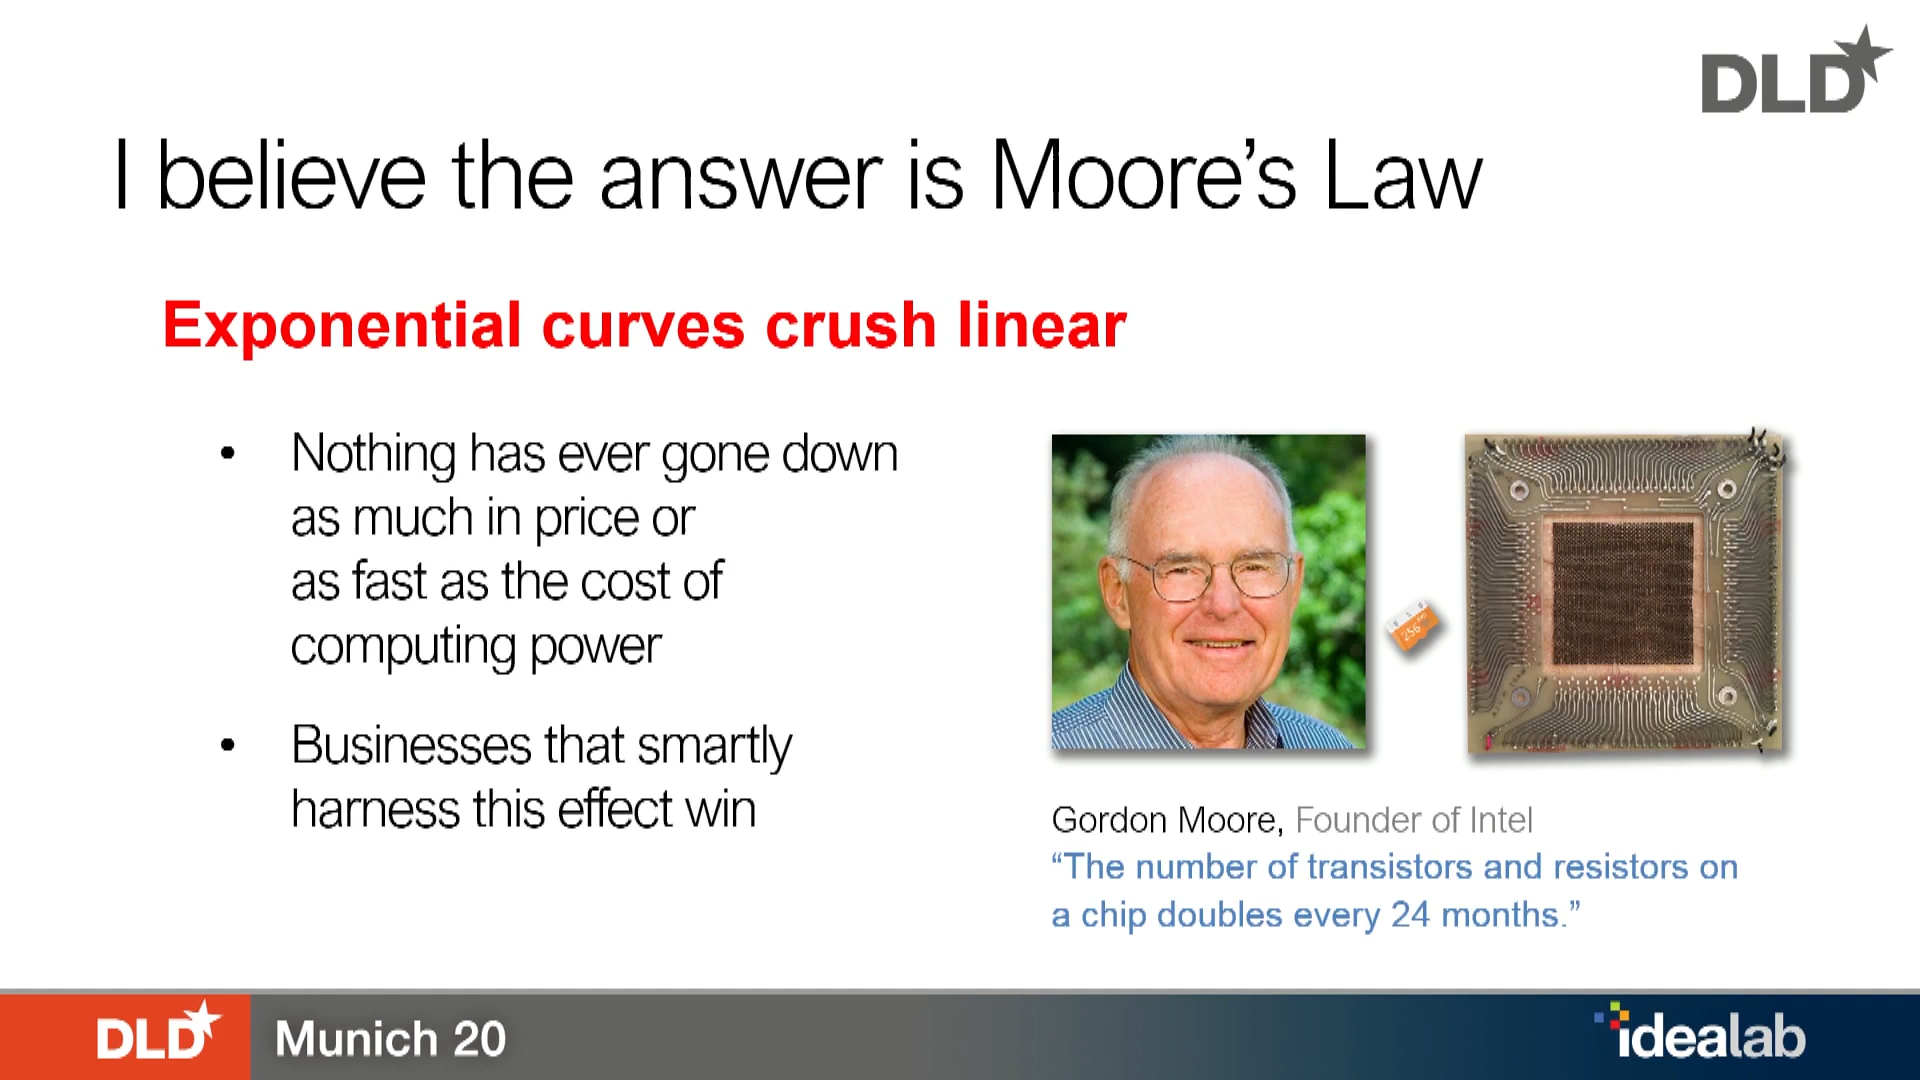 DLD
I believe the answer is Moore’s Law
Exponential curves crush linear
• Nothing has ever gone down
as much in price or
as fast as the cost of
computing power
• Businesses that smartly
harness this effect win
256
Gordon Moore, Founder of Intel
“The number of transistors and resistors on
a chip doubles every 24 months.”
DLD Munich 20
idealab